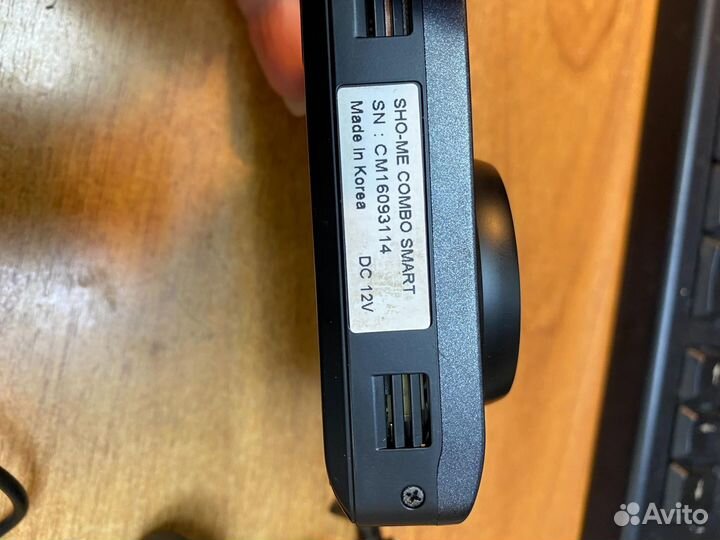 SHO-ME COMBO SMART
SN : CM16093114
Made in Korea DC 12V
Avito